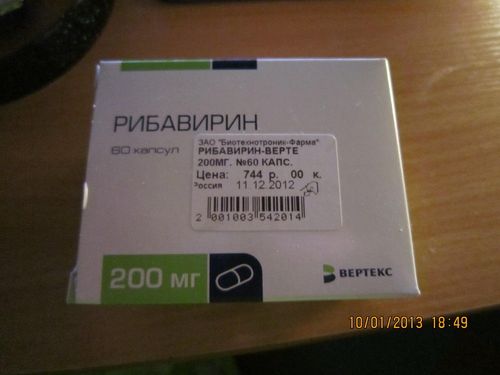 РИБАВИРИН
60 капсул
ЗАО "Биотехнотроник-Фарма"
РИБАВИРИН-ВЕРТЕ
200МГ. №60 КАПС.
Цена: 744 р. 00 к.
Россия 11.12.2012
2 001003 542014
200 мг
ВЕРТЕКС
10/01/2013 18:49